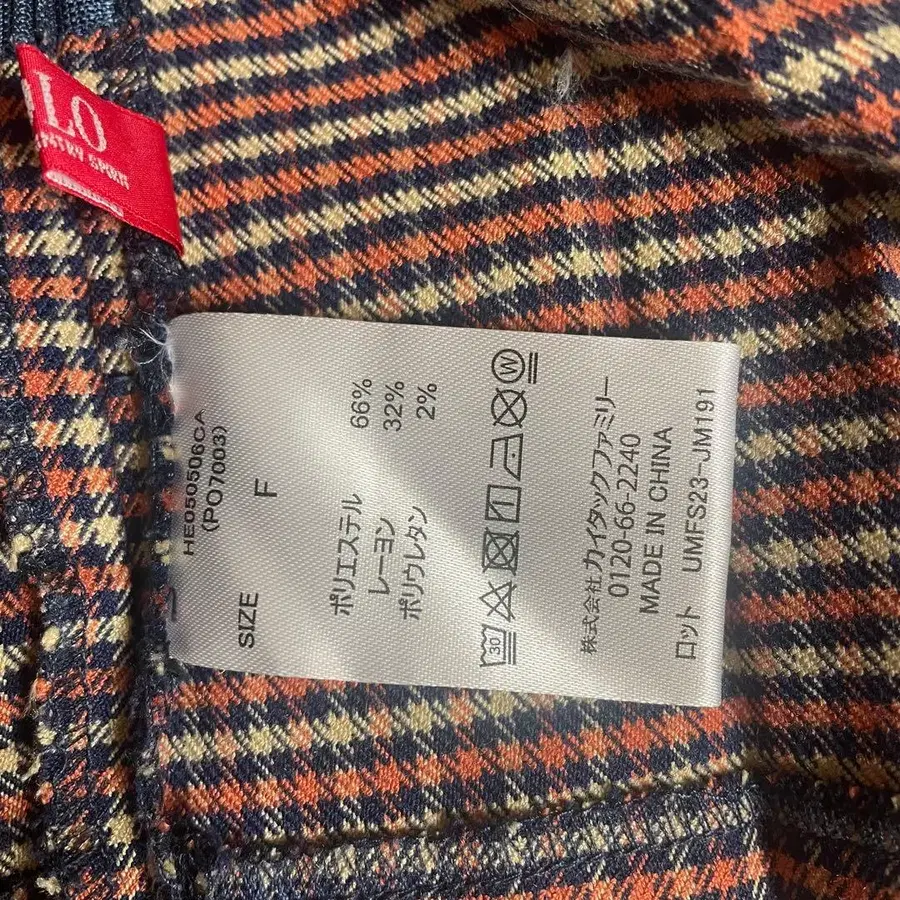 LO
HE050506CA
(PO7003)
SIZE F
ポリエステル 66%
レーヨン 32%
ポリウレタン 2%
30 W
株式会社カイタックファミリー
0120-66-2240
MADE IN CHINA
ロット UMFS23-JM191